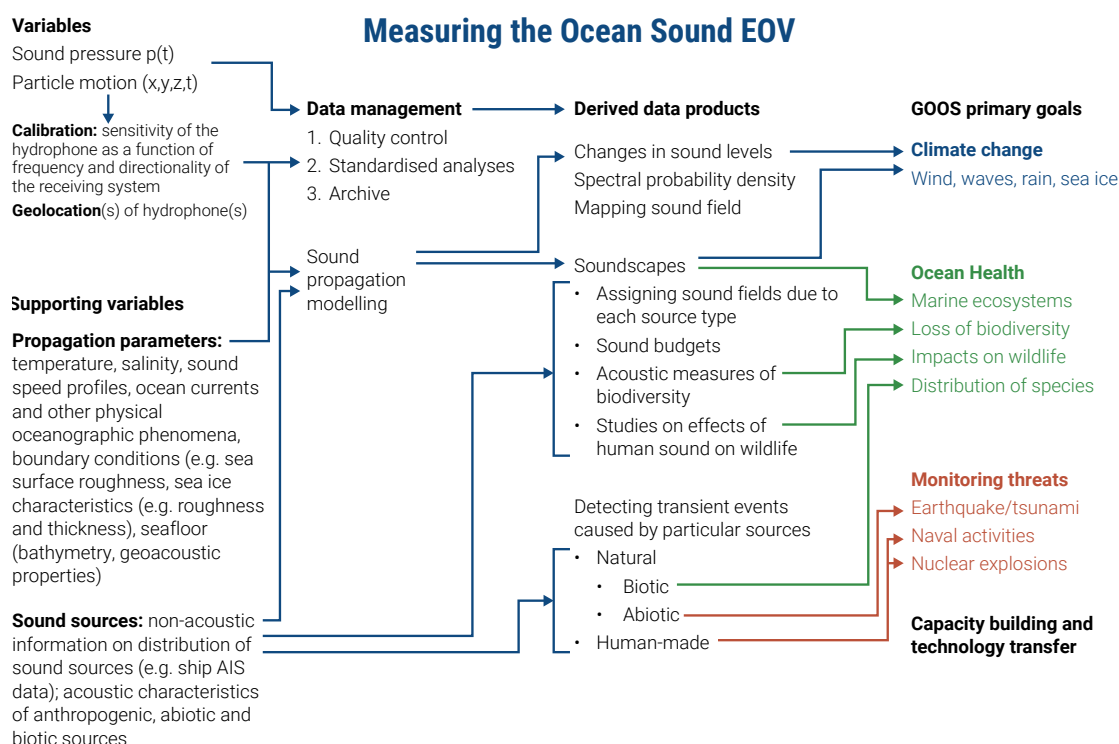 Measuring the Ocean Sound EOV
Variables
Sound pressure p(t)
Particle motion (x,y,z,t)
Calibration: sensitivity of the
hydrophone as a function of
frequency and directionality of
the receiving system
Geolocation(s) of hydrophone(s)
Supporting variables
Propagation parameters:
temperature, salinity, sound
speed profiles, ocean currents
and other physical
oceanographic phenomena,
boundary conditions (e.g. sea
surface roughness, sea ice
characteristics (e.g. roughness
and thickness), seafloor
(bathymetry, geoacoustic
properties)
Sound sources: non-acoustic
information on distribution of
sound sources (e.g. ship AIS
data); acoustic characteristics
of anthropogenic, abiotic and
biotic sources
Data management
1. Quality control
2. Standardised analyses
3. Archive
Sound
propagation
modelling
Derived data products
Changes in sound levels
Spectral probability density
Mapping sound field
Soundscapes
• Assigning sound fields due to
each source type
• Sound budgets
• Acoustic measures of
biodiversity
• Studies on effects of
human sound on wildlife
Detecting transient events
caused by particular sources
• Natural
• Biotic
• Abiotic
• Human-made
GOOS primary goals
Climate change
Wind, waves, rain, sea ice
Ocean Health
Marine ecosystems
Loss of biodiversity
Impacts on wildlife
Distribution of species
Monitoring threats
Earthquake/tsunami
Naval activities
Nuclear explosions
Capacity building and
technology transfer